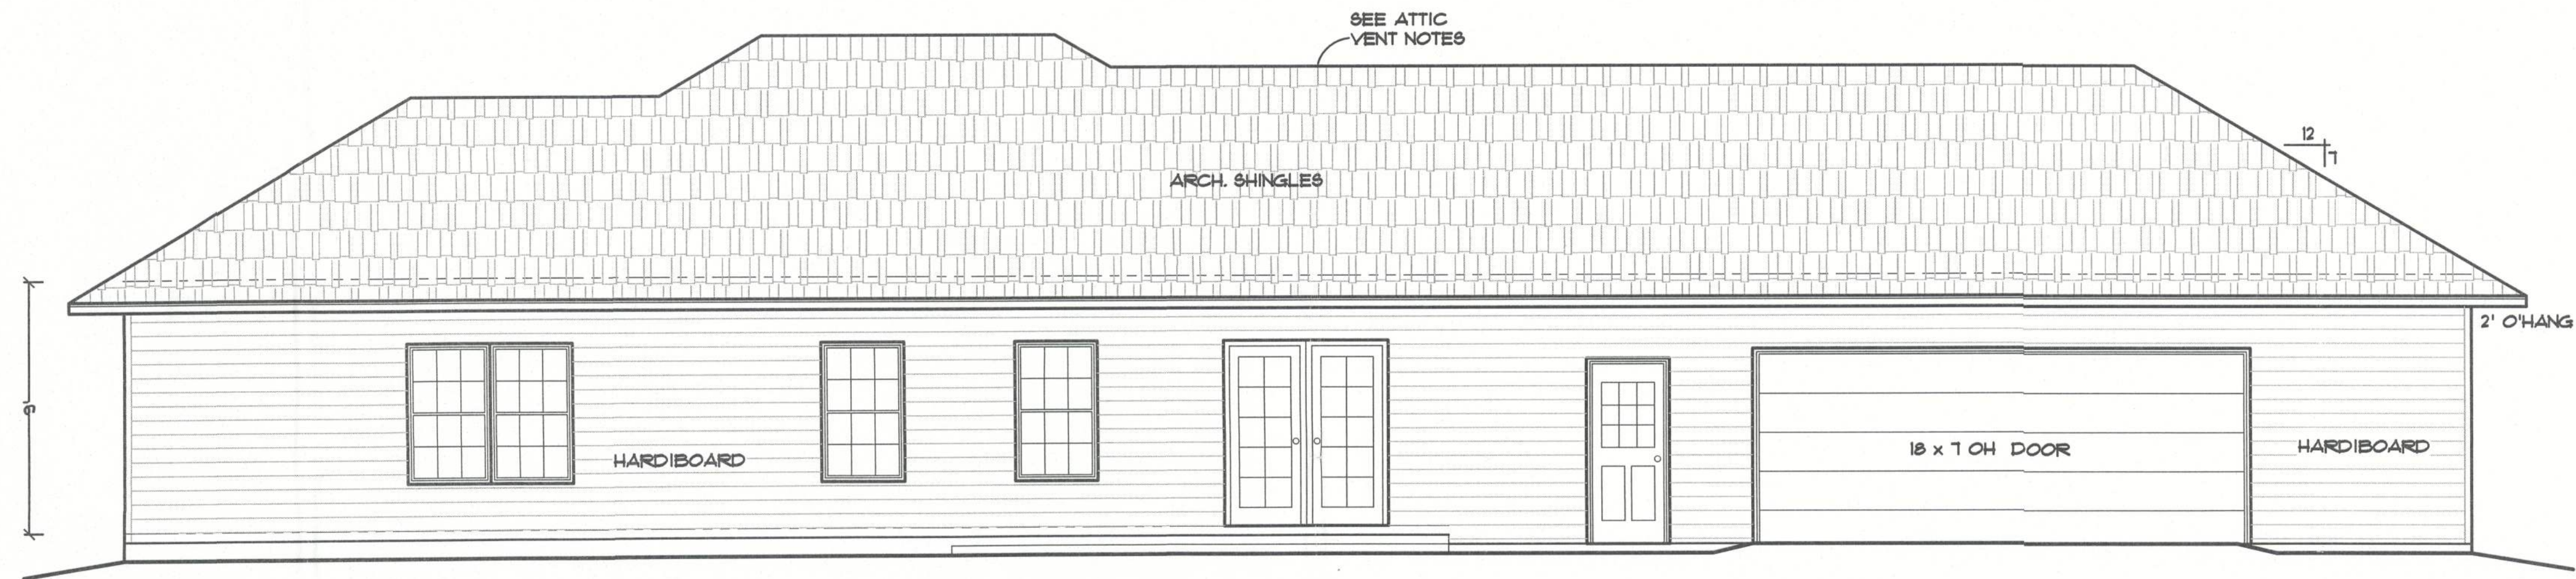 SEE ATTIC
VENT NOTES
12
7
ARCH. SHINGLES
2' O'HANG
9'
HARDIBOARD
18 x 7 OH DOOR
HARDIBOARD